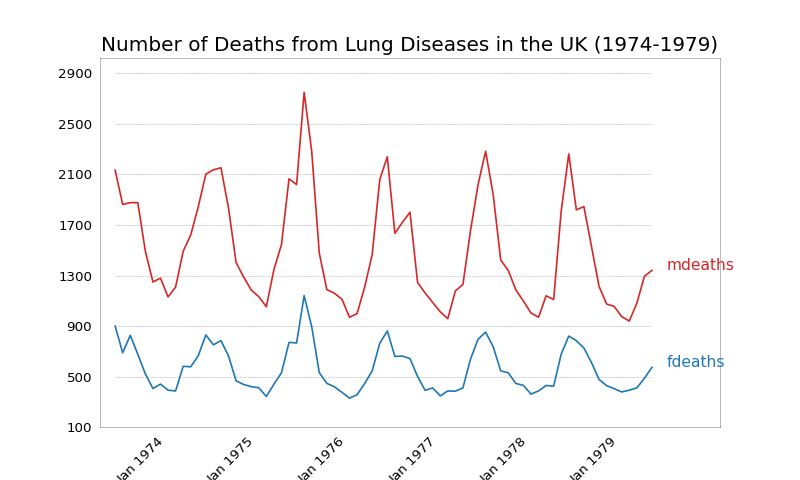 Number of Deaths from Lung Diseases in the UK (1974-1979)
2900
2500
2100
1700
1300
900
500
100
mdeaths
fdeaths
Jan 1974
Jan 1975
Jan 1976
Jan 1977
Jan 1978
Jan 1979